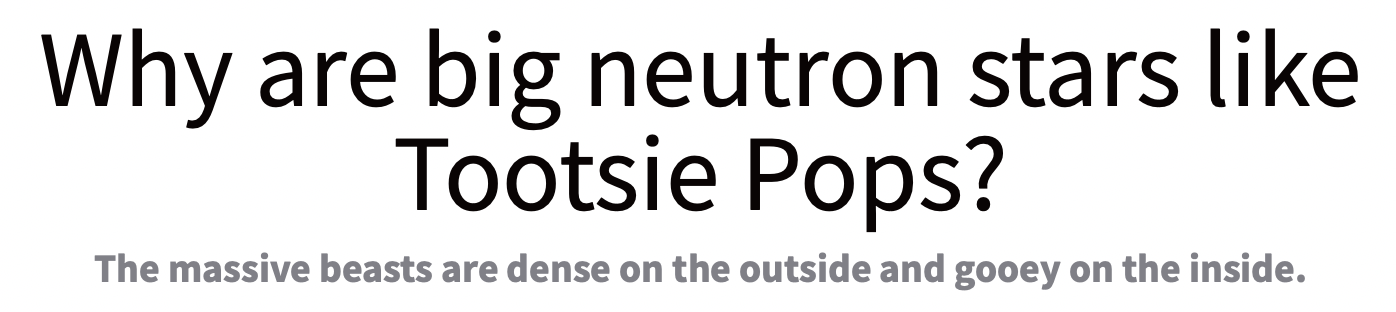 Why are big neutron stars like
Tootsie Pops?
The massive beasts are dense on the outside and gooey on the inside.